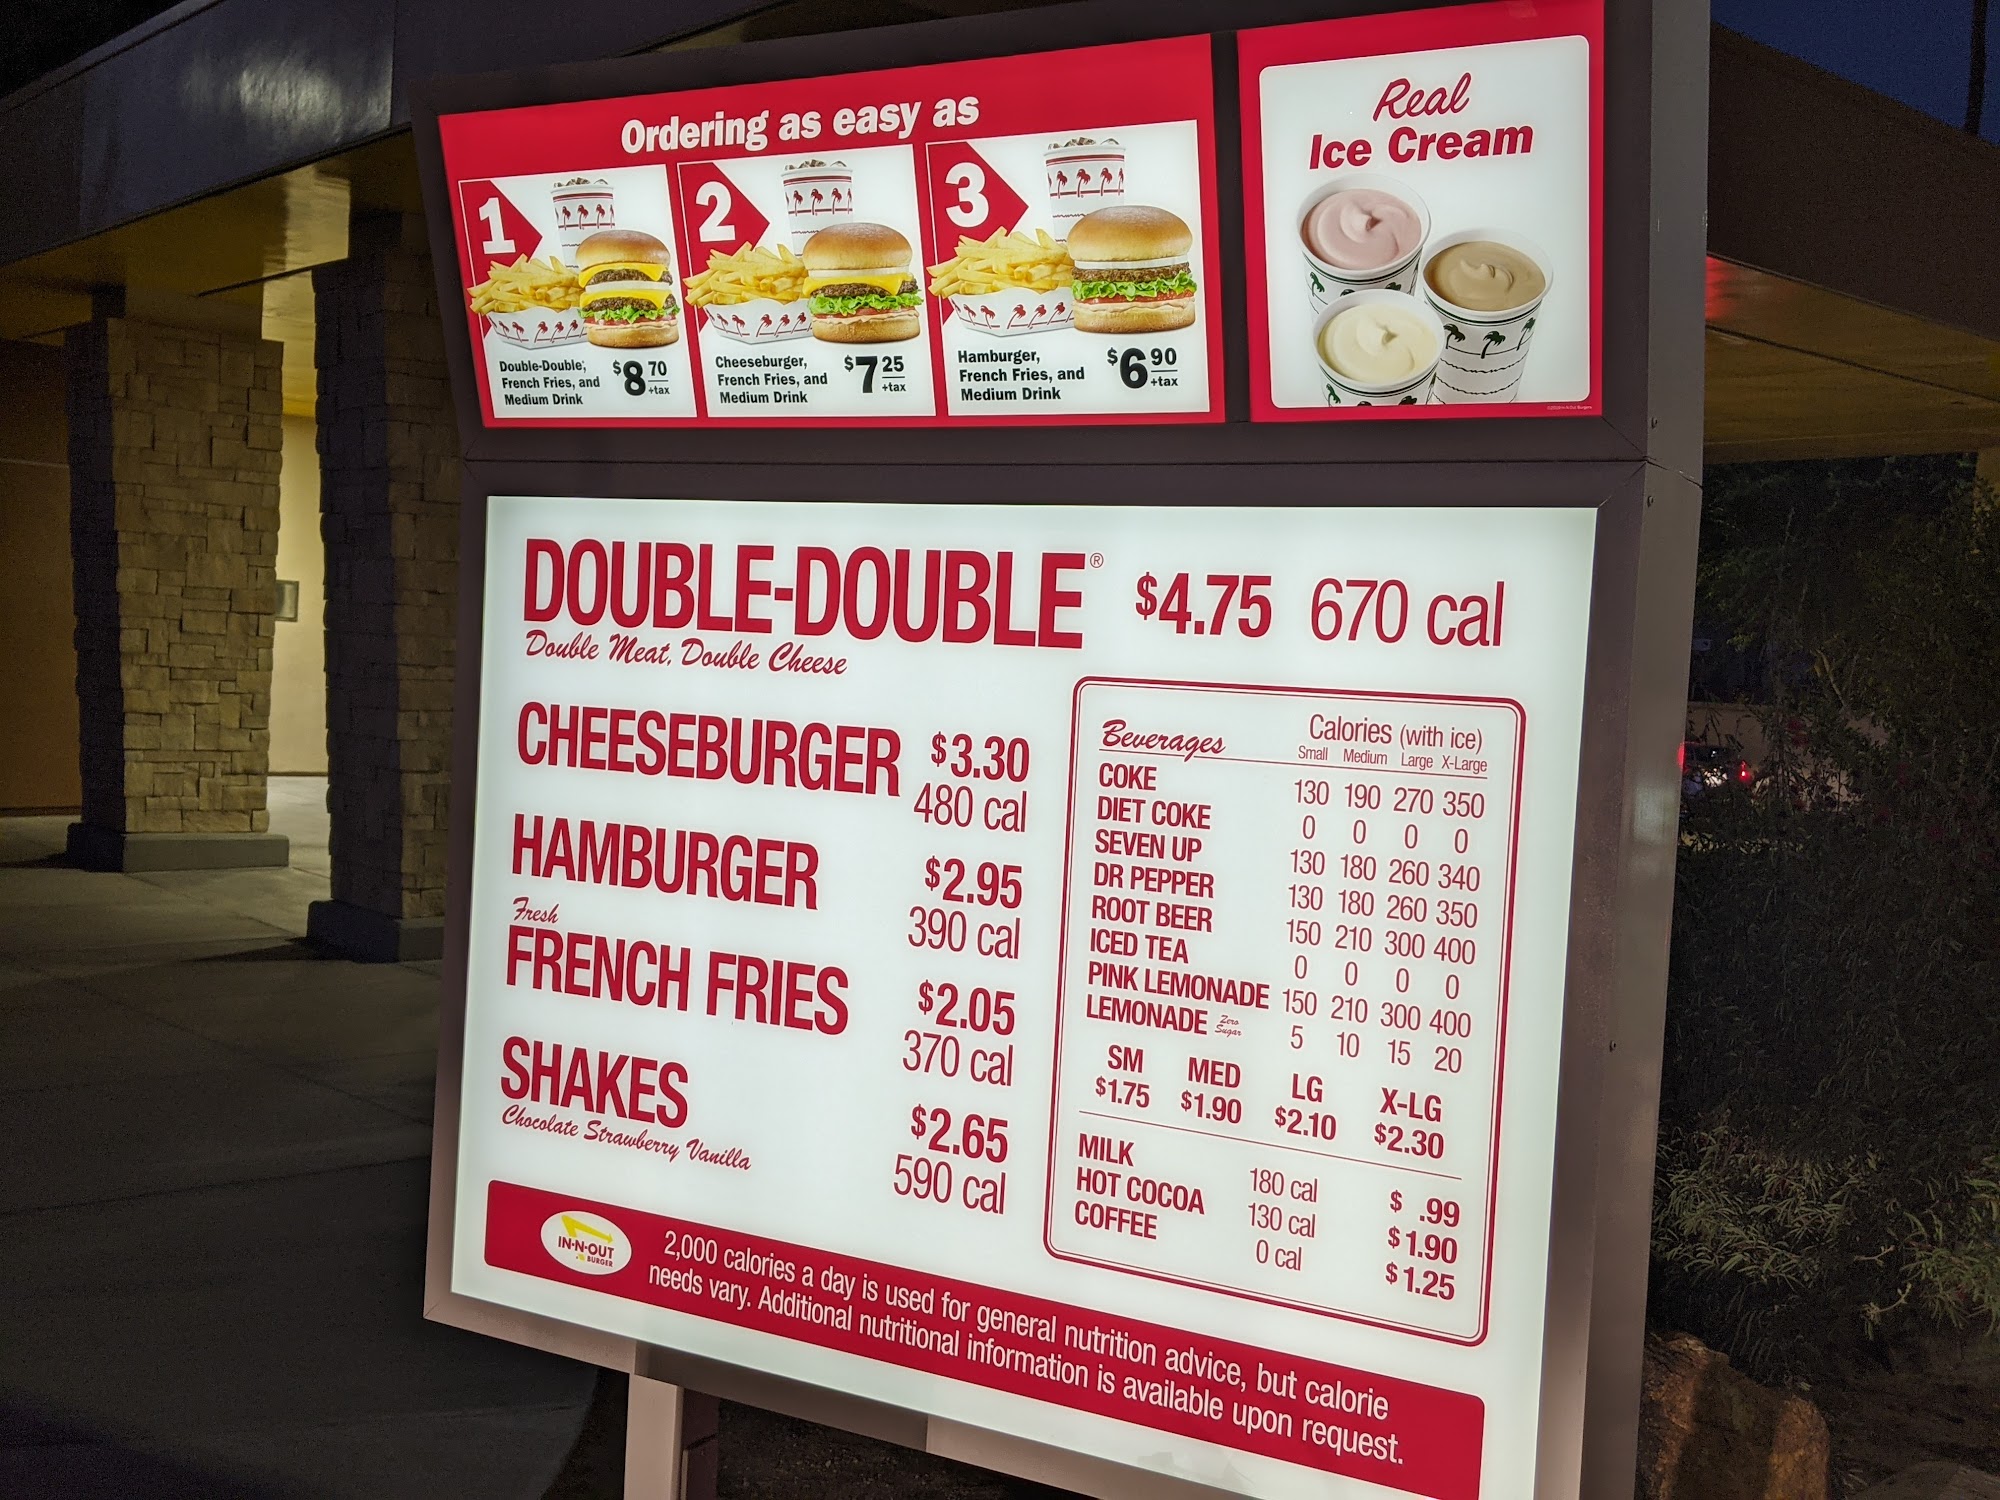 Ordering as easy as
1
Double-Double,®
French Fries, and
Medium Drink
$8 70
+tax
2
Cheeseburger,
French Fries, and
Medium Drink
$7 25
+tax
3
Hamburger,
French Fries, and
Medium Drink
$6 90
+tax
Real
Ice Cream
DOUBLE-DOUBLE® $4.75 670 cal
Double Meat, Double Cheese
CHEESEBURGER $3.30
480 cal
HAMBURGER $2.95
390 cal
Fresh
FRENCH FRIES $2.05
370 cal
SHAKES $2.65
Chocolate Strawberry Vanilla 590 cal
Beverages Calories (with ice)
Small Medium Large X-Large
COKE 130 190 270 350
DIET COKE 0 0 0 0
SEVEN UP 130 180 260 340
DR PEPPER 130 180 260 350
ROOT BEER 150 210 300 400
ICED TEA 0 0 0 0
PINK LEMONADE 150 210 300 400
LEMONADE Zero Sugar 5 10 15 20
SM MED LG X-LG
$1.75 $1.90 $2.10 $2.30
MILK 180 cal $ .99
HOT COCOA 130 cal $1.90
COFFEE 0 cal $1.25
IN-N-OUT
BURGER
2,000 calories a day is used for general nutrition advice, but calorie
needs vary. Additional nutritional information is available upon request.